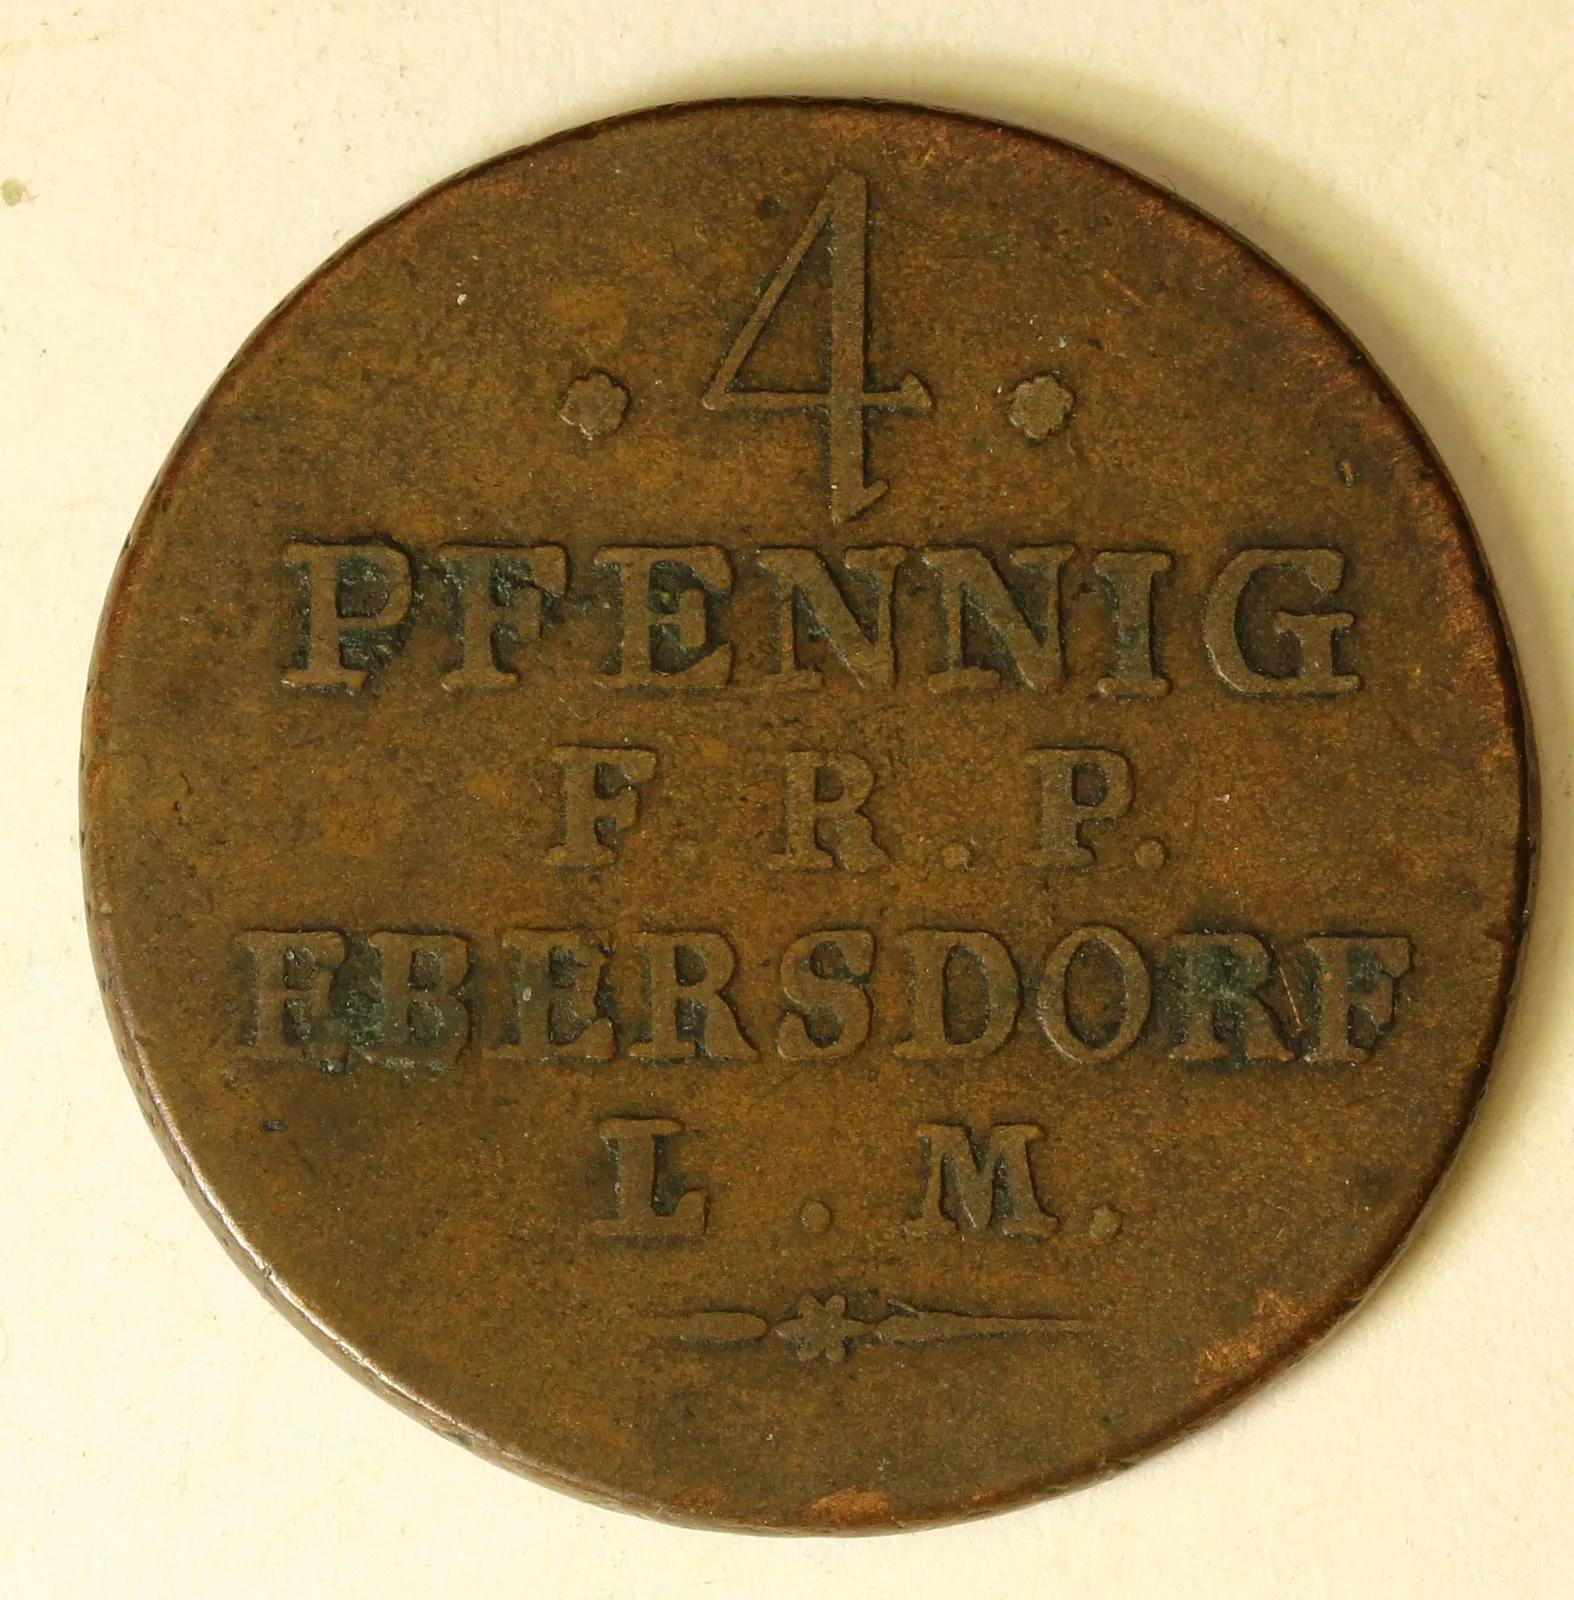 4
PFENNIG
F. R. P.
EBERSDORF
L. M.